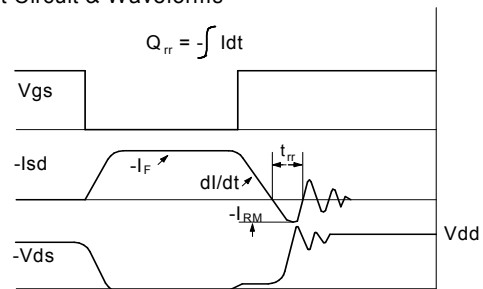 t Circuit & Waveforms
Qrr = -∫ Idt
Vgs
-Isd
-IF
trr
dI/dt
-IRM
Vdd
-Vds